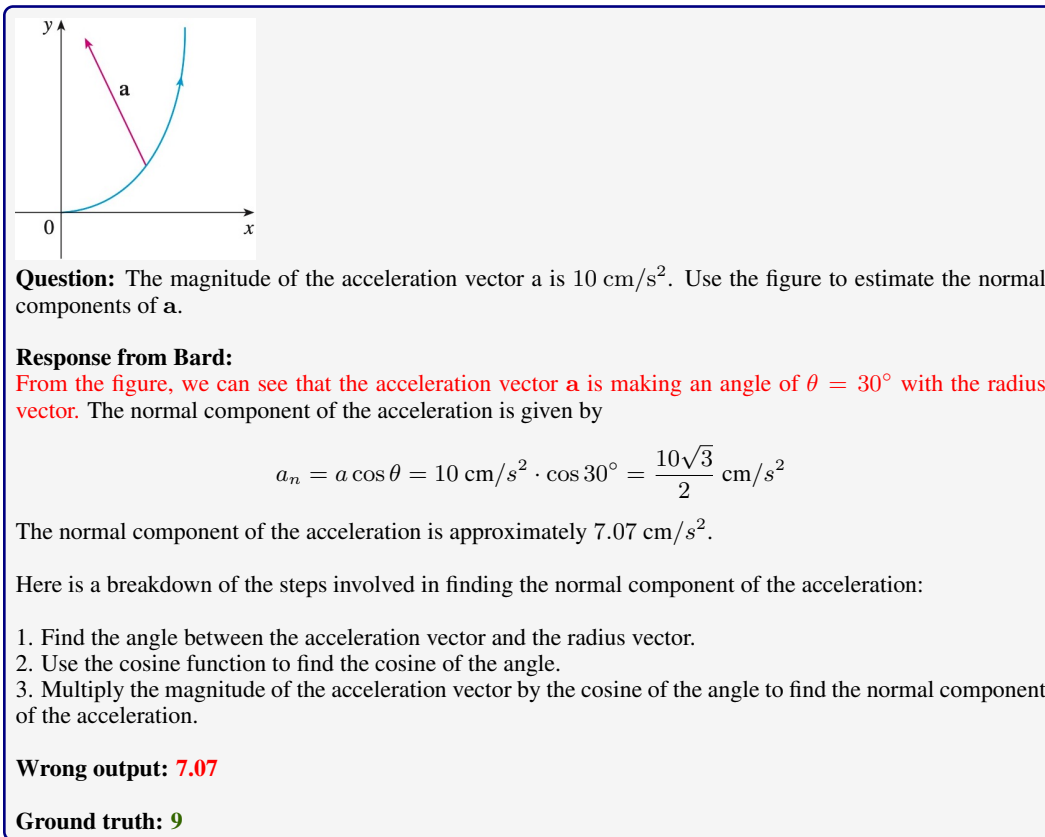 y
a
0
x
Question: The magnitude of the acceleration vector a is 10 cm/s². Use the figure to estimate the normal
components of a.
Response from Bard:
From the figure, we can see that the acceleration vector a is making an angle of θ = 30° with the radius
vector. The normal component of the acceleration is given by
aₙ = a cos θ = 10 cm/s² · cos 30° = 10√3/2 cm/s²
The normal component of the acceleration is approximately 7.07 cm/s².
Here is a breakdown of the steps involved in finding the normal component of the acceleration:
1. Find the angle between the acceleration vector and the radius vector.
2. Use the cosine function to find the cosine of the angle.
3. Multiply the magnitude of the acceleration vector by the cosine of the angle to find the normal component
of the acceleration.
Wrong output: 7.07
Ground truth: 9